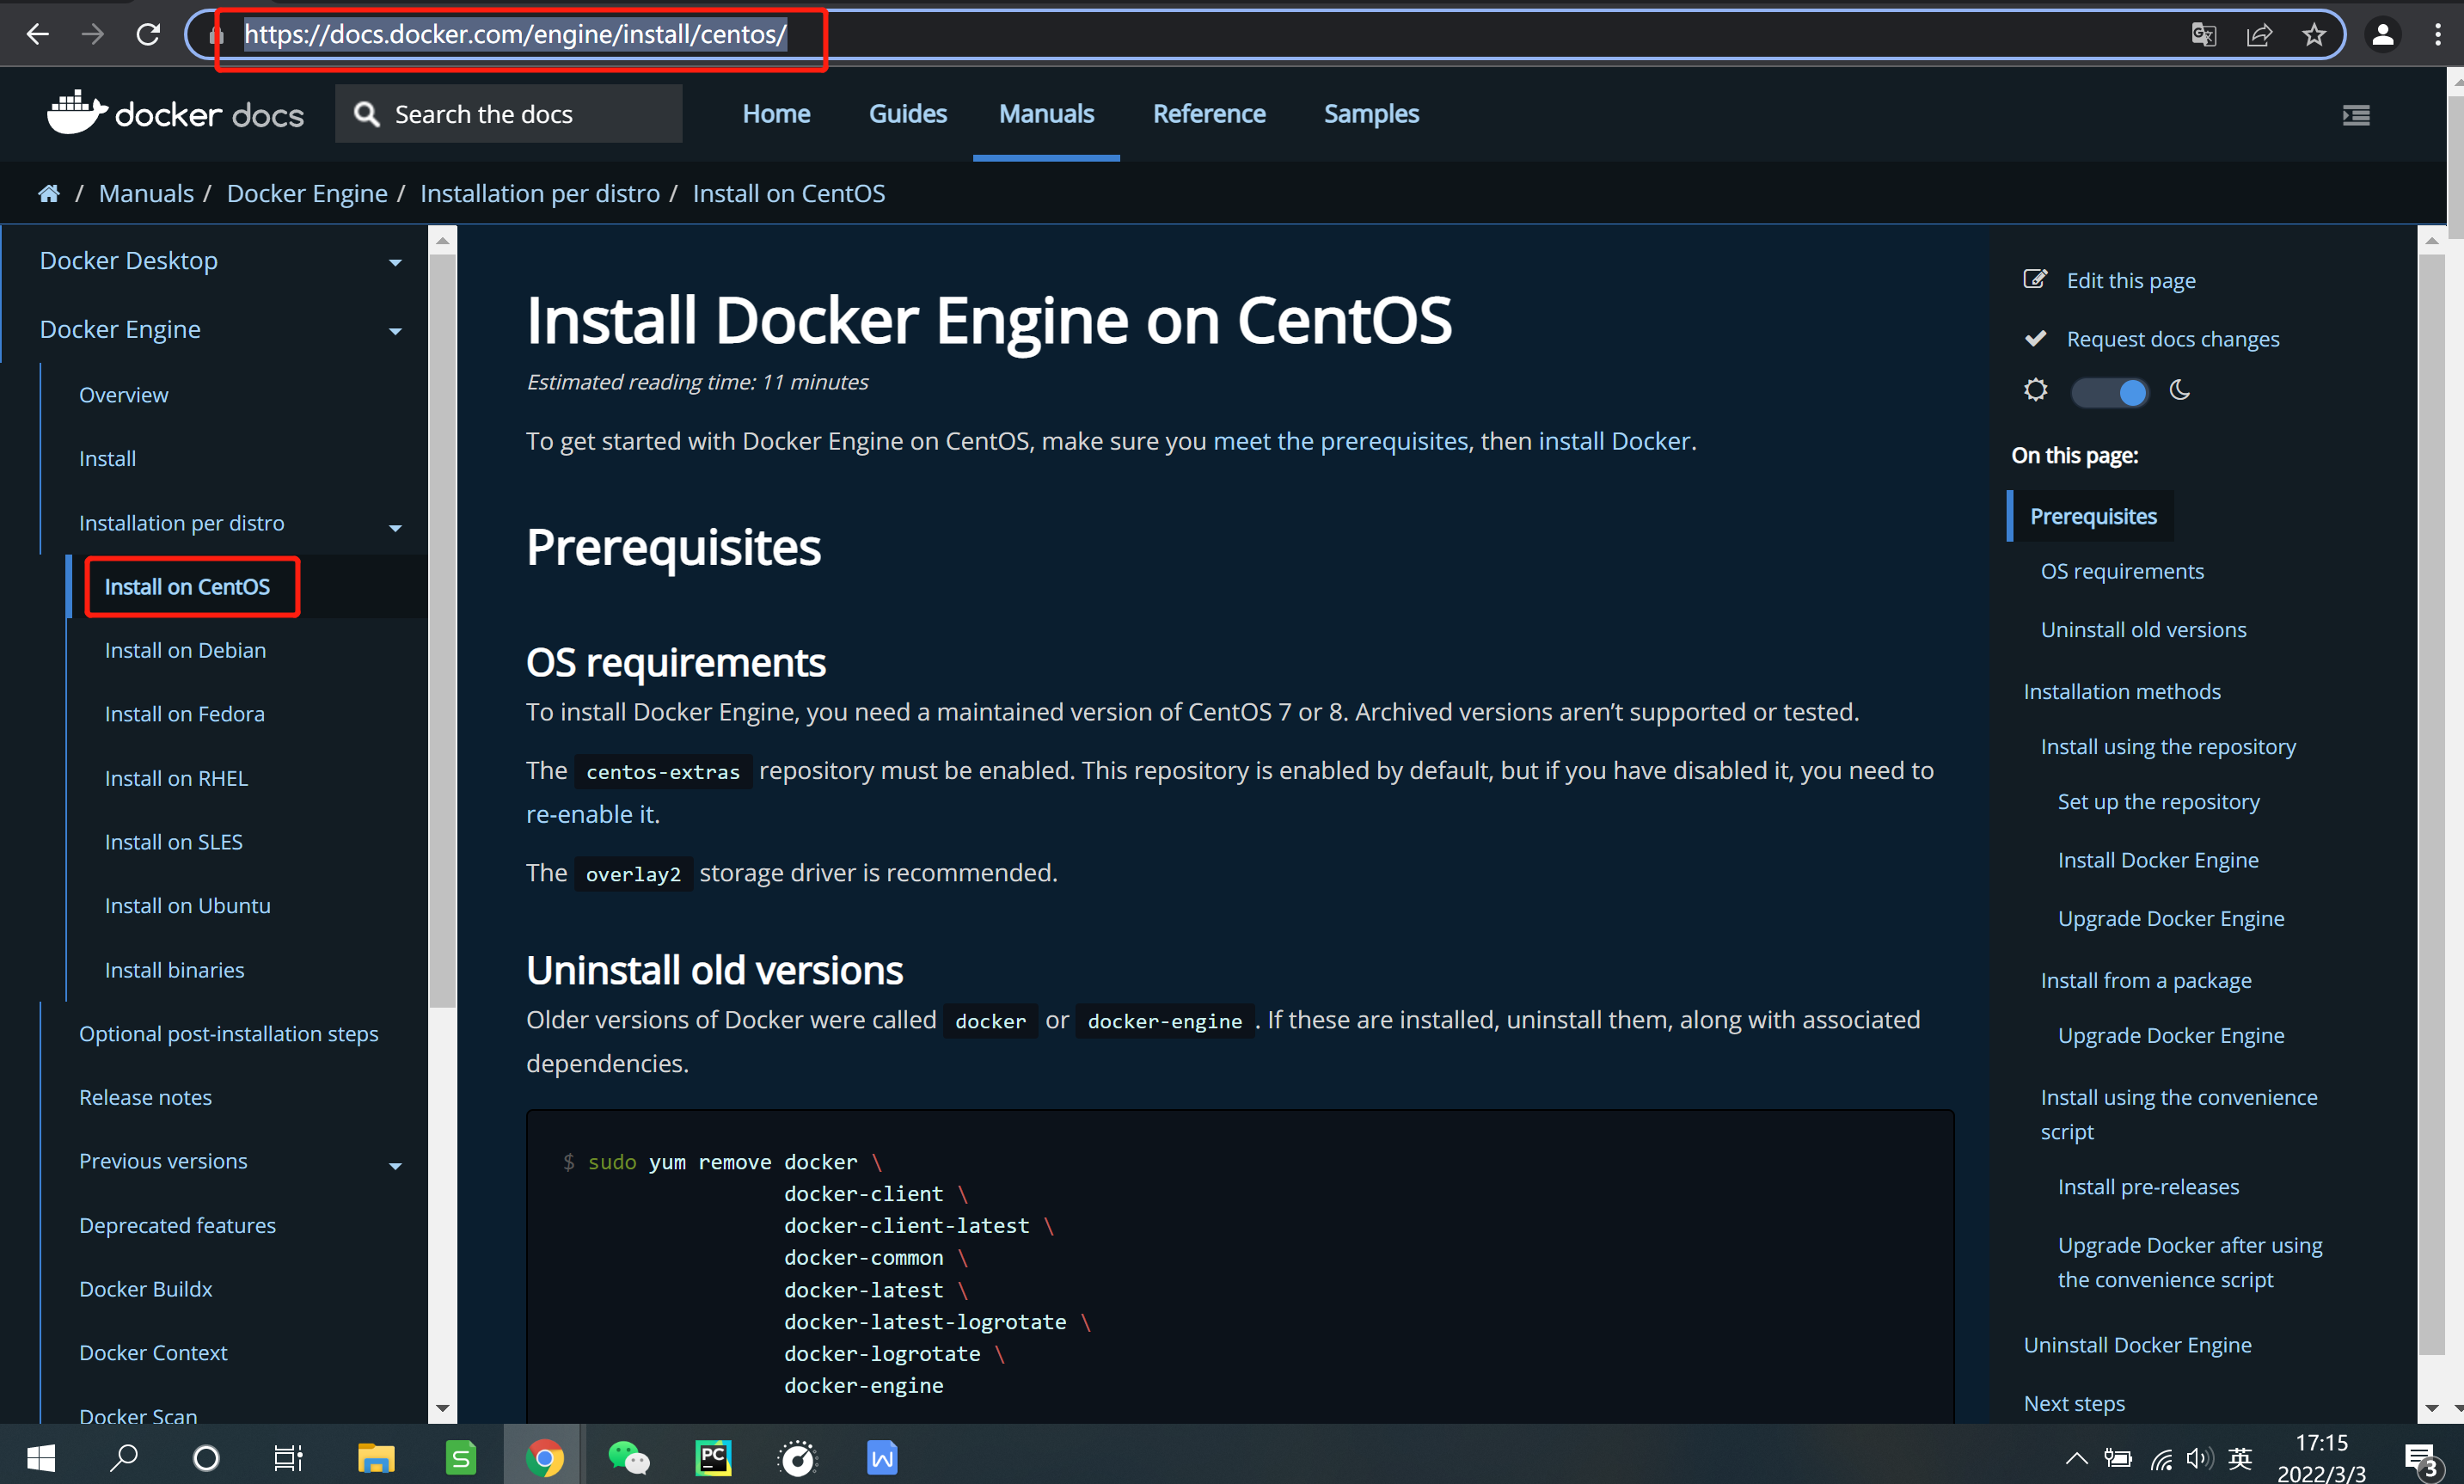 https://docs.docker.com/engine/install/centos/
docker docs
Search the docs
Home
Guides
Manuals
Reference
Samples
/ Manuals / Docker Engine / Installation per distro / Install on CentOS
Docker Desktop
Docker Engine
Overview
Install
Installation per distro
Install on CentOS
Install on Debian
Install on Fedora
Install on RHEL
Install on SLES
Install on Ubuntu
Install binaries
Optional post-installation steps
Release notes
Previous versions
Deprecated features
Docker Buildx
Docker Context
Docker Scan
Install Docker Engine on CentOS
Estimated reading time: 11 minutes
To get started with Docker Engine on CentOS, make sure you meet the prerequisites, then install Docker.
Prerequisites
OS requirements
To install Docker Engine, you need a maintained version of CentOS 7 or 8. Archived versions aren’t supported or tested.
The centos-extras repository must be enabled. This repository is enabled by default, but if you have disabled it, you need to
re-enable it.
The overlay2 storage driver is recommended.
Uninstall old versions
Older versions of Docker were called docker or docker-engine . If these are installed, uninstall them, along with associated
dependencies.
$ sudo yum remove docker \
docker-client \
docker-client-latest \
docker-common \
docker-latest \
docker-latest-logrotate \
docker-logrotate \
docker-engine
Edit this page
Request docs changes
On this page:
Prerequisites
OS requirements
Uninstall old versions
Installation methods
Install using the repository
Set up the repository
Install Docker Engine
Upgrade Docker Engine
Install from a package
Upgrade Docker Engine
Install using the convenience
script
Install pre-releases
Upgrade Docker after using
the convenience script
Uninstall Docker Engine
Next steps
S
PC
W
英
17:15
2022/3/3
3